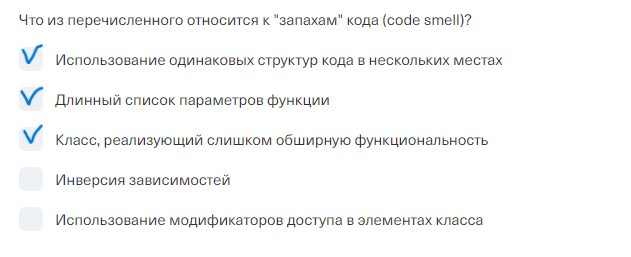 Что из перечисленного относится к "запахам" кода (code smell)?
Использование одинаковых структур кода в нескольких местах
Длинный список параметров функции
Класс, реализующий слишком обширную функциональность
Инверсия зависимостей
Использование модификаторов доступа в элементах класса